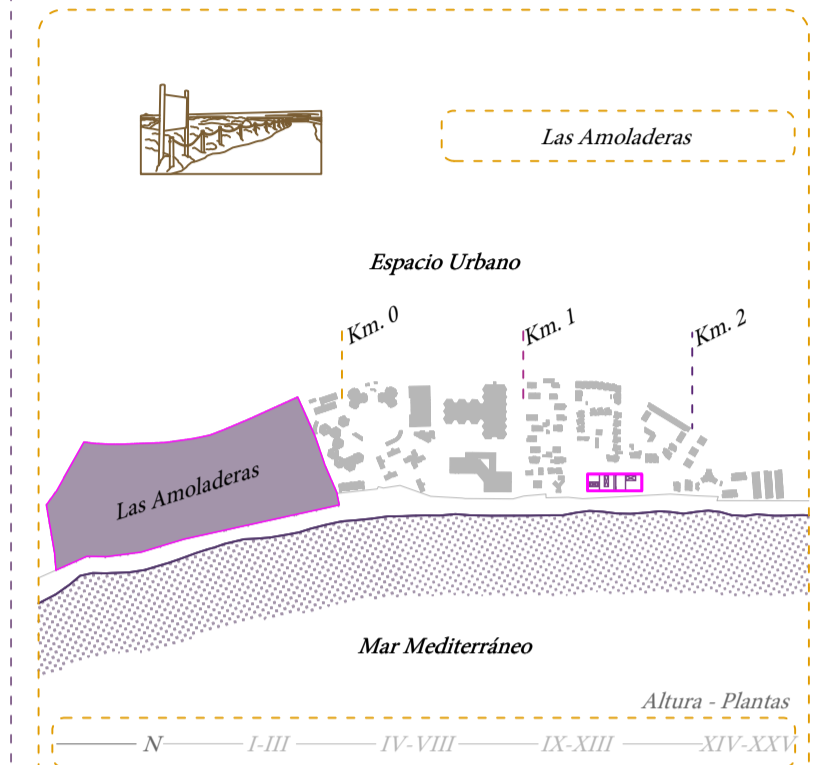 Las Amoladeras
Espacio Urbano
Km. 0
Km. 1
Km. 2
Las Amoladeras
Mar Mediterráneo
Altura - Plantas
N I-III IV-VIII IX-XIII XIV-XXV